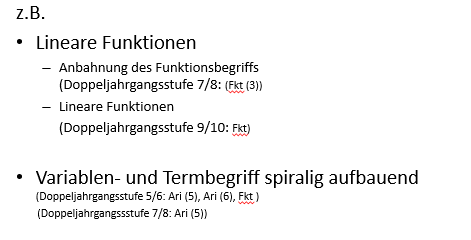 z.B.
• Lineare Funktionen
– Anbahnung des Funktionsbegriffs
(Doppeljahrgangsstufe 7/8: (Fkt (3))
– Lineare Funktionen
(Doppeljahrgangsstufe 9/10: Fkt)
• Variablen- und Termbegriff spiralig aufbauend
(Doppeljahrgangsstufe 5/6: Ari (5), Ari (6), Fkt )
(Doppeljahrgangssstufe 7/8: Ari (5))